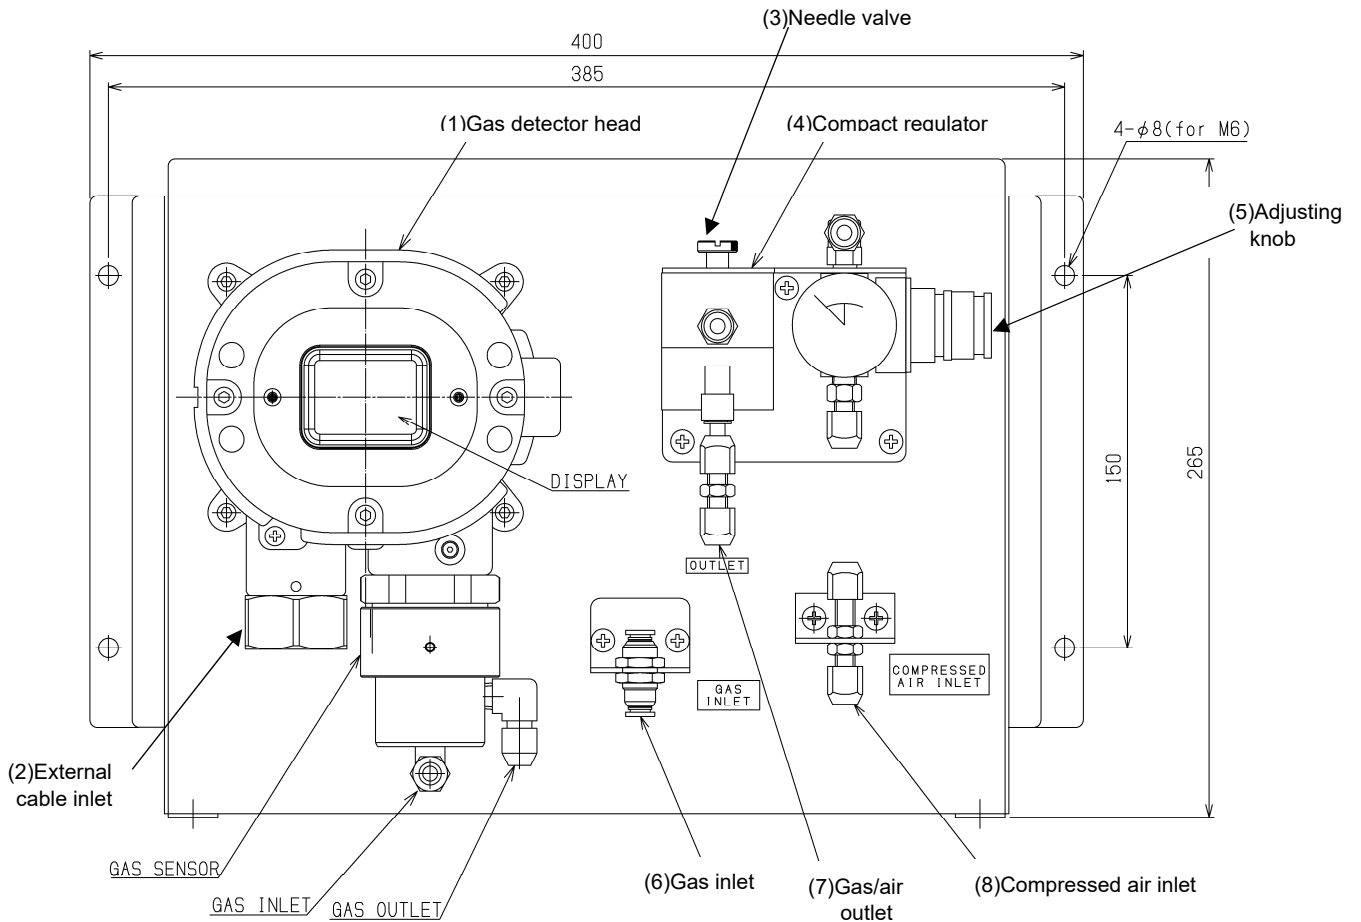 (3)Needle valve
400
385
(1)Gas detector head
(4)Compact regulator
4-φ8(for M6)
(5)Adjusting
knob
150
265
DISPLAY
OUTLET
COMPRESSED
AIR INLET
GAS
INLET
(2)External
cable inlet
GAS SENSOR
GAS INLET
GAS OUTLET
(6)Gas inlet
(7)Gas/air
outlet
(8)Compressed air inlet